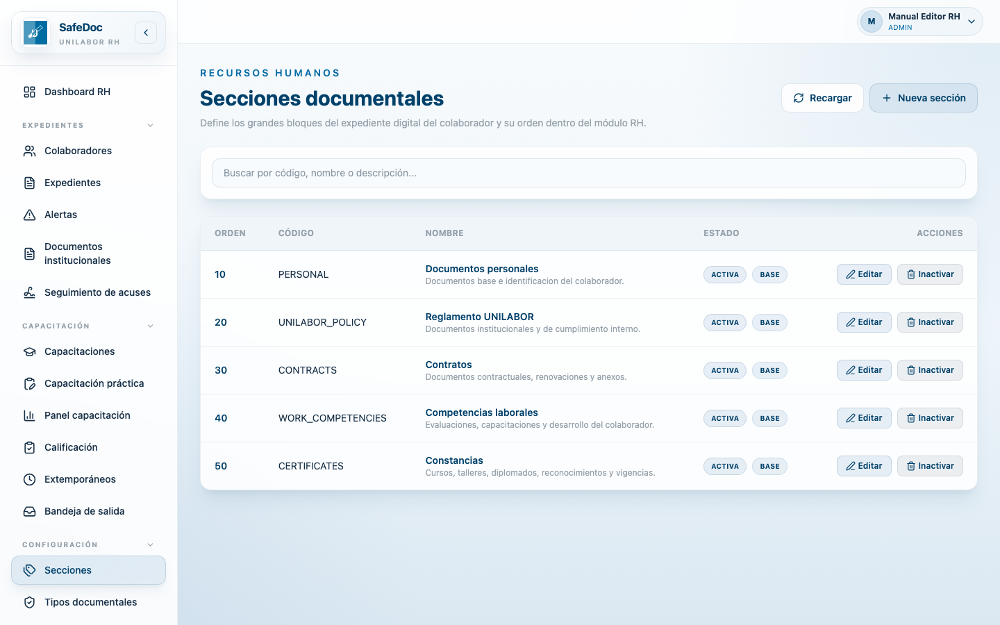 SafeDoc
UNILABOR RH
Dashboard RH
EXPEDIENTES
Colaboradores
Expedientes
Alertas
Documentos
institucionales
Seguimiento de acuses
CAPACITACIÓN
Capacitaciones
Capacitación práctica
Panel capacitación
Calificación
Extemporáneos
Bandeja de salida
CONFIGURACIÓN
Secciones
Tipos documentales
M
Manual Editor RH
ADMIN
RECURSOS HUMANOS
Secciones documentales
Define los grandes bloques del expediente digital del colaborador y su orden dentro del módulo RH.
Recargar
Nueva sección
Buscar por código, nombre o descripción...
ORDEN CÓDIGO NOMBRE ESTADO ACCIONES
10 PERSONAL Documentos personales ACTIVA BASE Editar Inactivar
Documentos base e identificacion del colaborador.
20 UNILABOR_POLICY Reglamento UNILABOR ACTIVA BASE Editar Inactivar
Documentos institucionales y de cumplimiento interno.
30 CONTRACTS Contratos ACTIVA BASE Editar Inactivar
Documentos contractuales, renovaciones y anexos.
40 WORK_COMPETENCIES Competencias laborales ACTIVA BASE Editar Inactivar
Evaluaciones, capacitaciones y desarrollo del colaborador.
50 CERTIFICATES Constancias ACTIVA BASE Editar Inactivar
Cursos, talleres, diplomados, reconocimientos y vigencias.